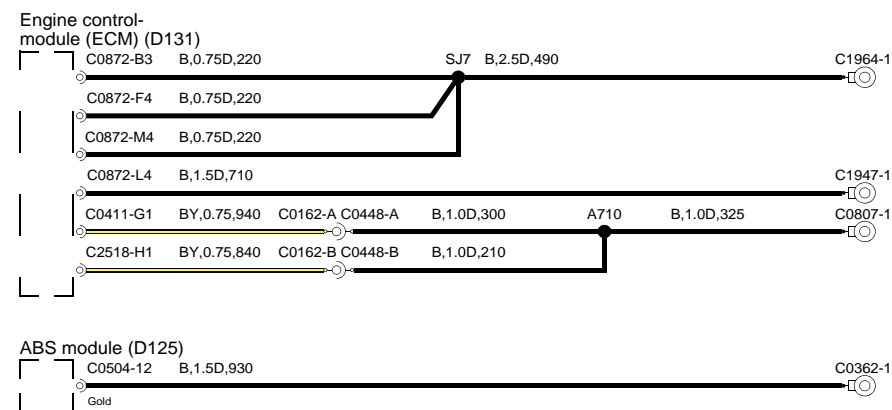 Engine control-
module (ECM) (D131)
C0872-B3 B,0.75D,220 SJ7 B,2.5D,490 C1964-1
C0872-F4 B,0.75D,220
C0872-M4 B,0.75D,220
C0872-L4 B,1.5D,710 C1947-1
C0411-G1 BY,0.75,940 C0162-A C0448-A B,1.0D,300 A710 B,1.0D,325 C0807-1
C2518-H1 BY,0.75,840 C0162-B C0448-B B,1.0D,210
ABS module (D125)
C0504-12 B,1.5D,930 C0362-1
Gold